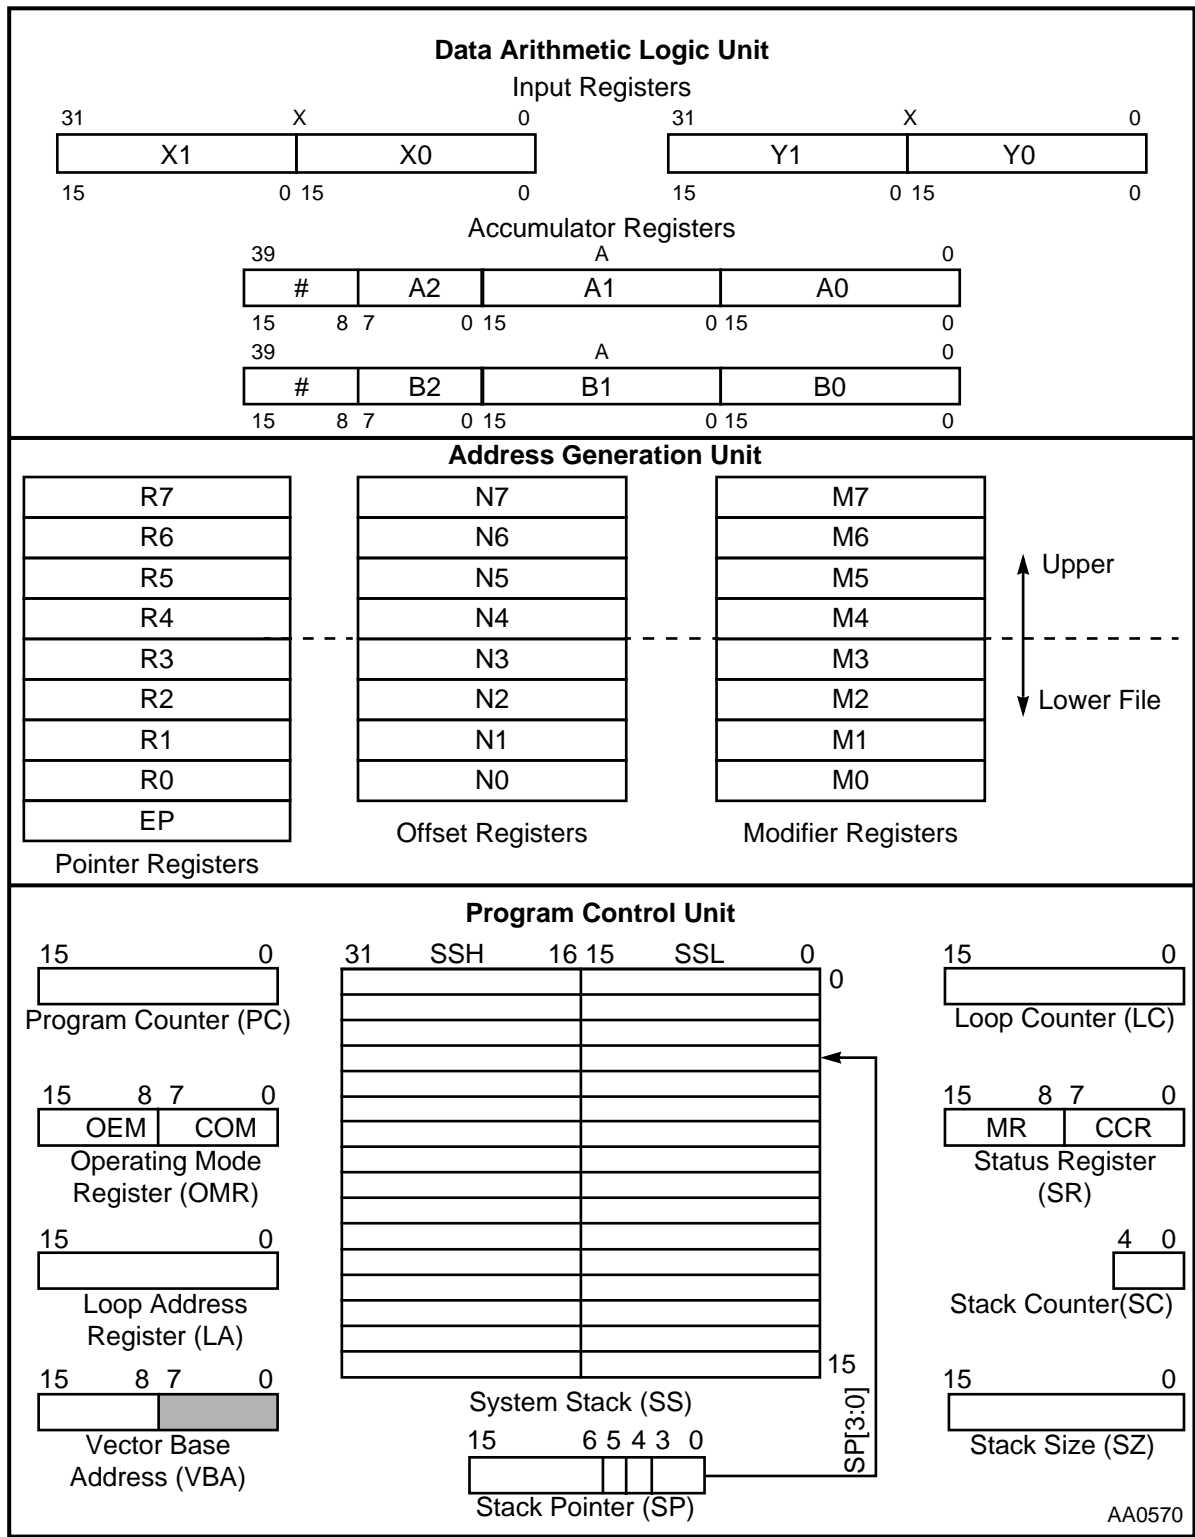 Data Arithmetic Logic Unit
Input Registers
31 X 0 31 X 0
X1 X0 Y1 Y0
15 0 15 0 15 0 15 0
Accumulator Registers
39 A 0
# A2 A1 A0
15 8 7 0 15 0 15 0
39 A 0
# B2 B1 B0
15 8 7 0 15 0 15 0
Address Generation Unit
R7 N7 M7
R6 N6 M6
R5 N5 M5
Upper
R4 N4 M4
R3 N3 M3
R2 N2 M2
Lower File
R1 N1 M1
R0 N0 M0
EP
Offset Registers Modifier Registers
Pointer Registers
Program Control Unit
15 0
Program Counter (PC)
15 8 7 0
OEM COM
Operating Mode
Register (OMR)
15 0
Loop Address
Register (LA)
15 8 7 0
Vector Base
Address (VBA)
31 SSH 16 15 SSL 0
0
15
System Stack (SS)
15 6 5 4 3 0
Stack Pointer (SP)
SP[3:0]
15 0
Loop Counter (LC)
15 8 7 0
MR CCR
Status Register
(SR)
4 0
Stack Counter(SC)
15 0
Stack Size (SZ)
AA0570